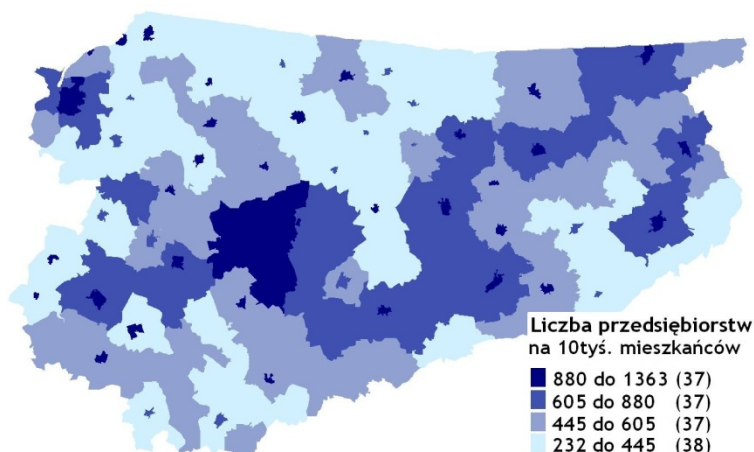 Liczba przedsiębiorstw
na 10tyś. mieszkańców
880 do 1363 (37)
605 do 880 (37)
445 do 605 (37)
232 do 445 (38)